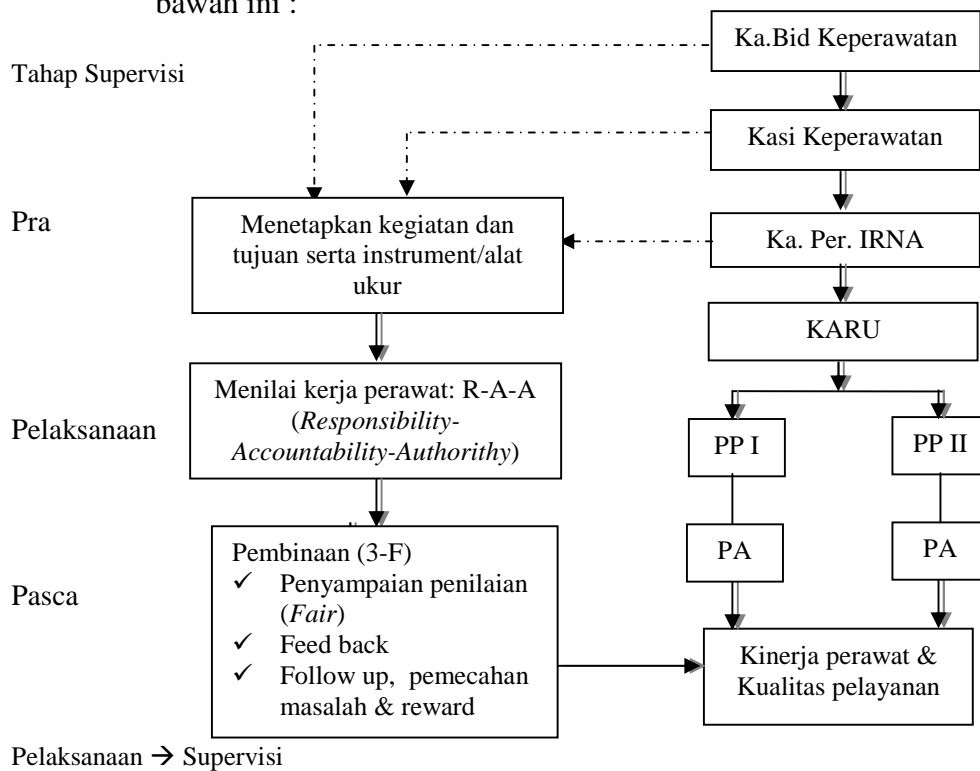 bawah ini :
Ka.Bid Keperawatan
Tahap Supervisi
Kasi Keperawatan
Pra
Menetapkan kegiatan dan
tujuan serta instrument/alat
ukur
Ka. Per. IRNA
KARU
Menilai kerja perawat: R-A-A
(Responsibility-
Accountability-Authorithy)
Pelaksanaan
PP I
PP II
PA
PA
Pembinaan (3-F)
✓ Penyampaian penilaian
(Fair)
✓ Feed back
✓ Follow up, pemecahan
masalah & reward
Pasca
Kinerja perawat &
Kualitas pelayanan
Pelaksanaan → Supervisi